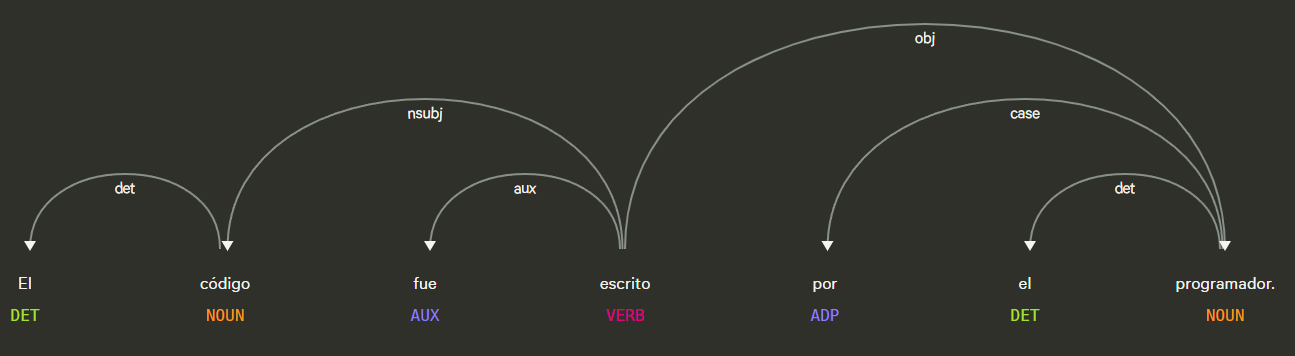 obj
nsubj case
det aux det
El código fue escrito por el programador.
DET NOUN AUX VERB ADP DET NOUN